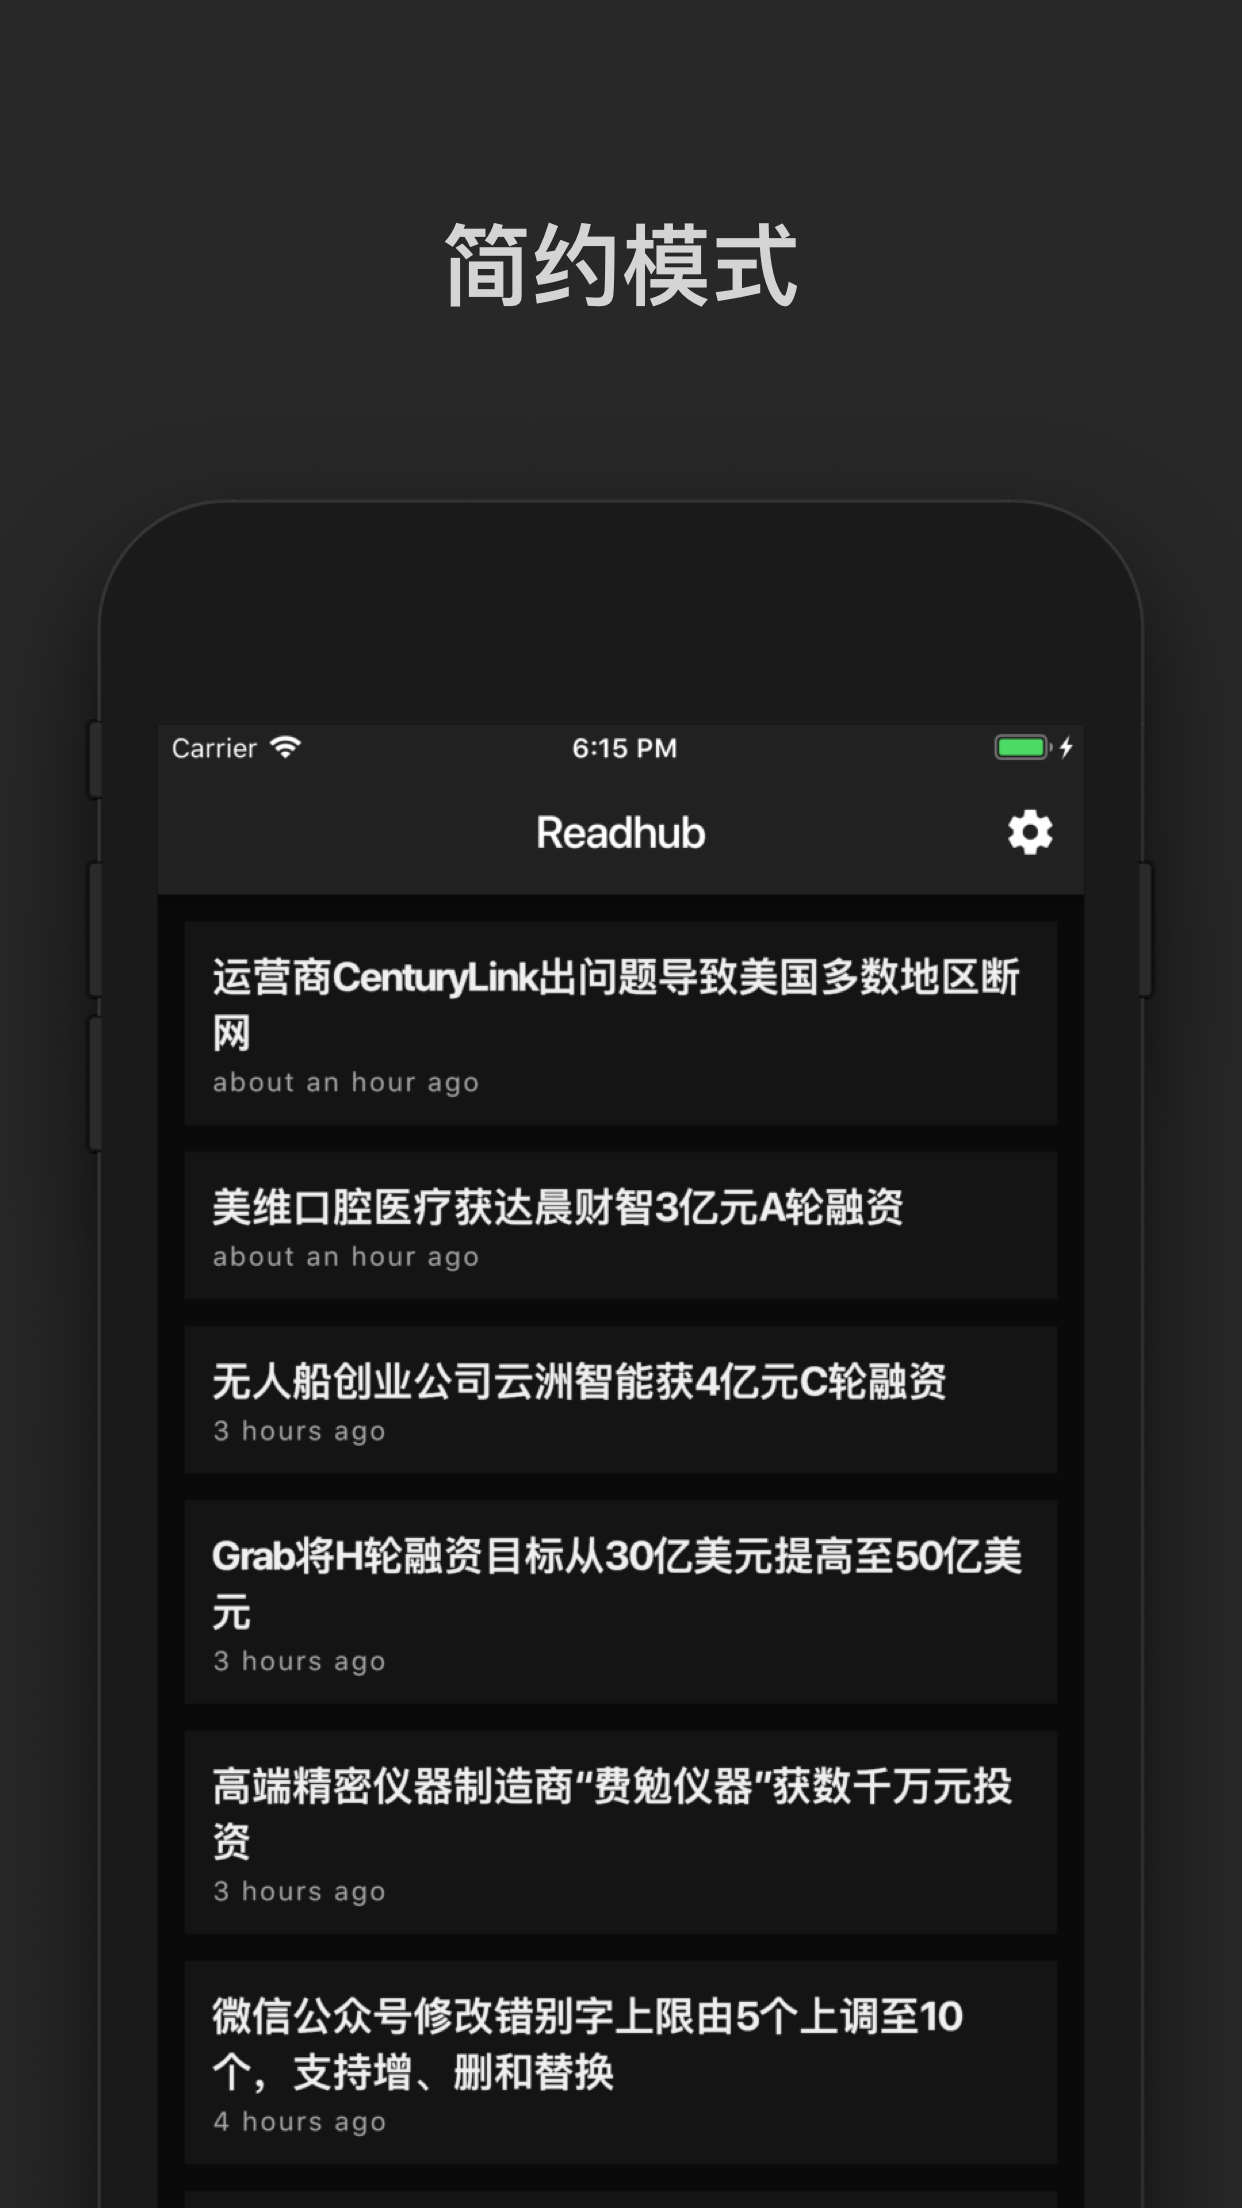 简约模式
Carrier
6:15 PM
Readhub
运营商CenturyLink出问题导致美国多数地区断
网
about an hour ago
美维口腔医疗获达晨财智3亿元A轮融资
about an hour ago
无人船创业公司云洲智能获4亿元C轮融资
3 hours ago
Grab将H轮融资目标从30亿美元提高至50亿美
元
3 hours ago
高端精密仪器制造商“费勉仪器”获数千万元投
资
3 hours ago
微信公众号修改错别字上限由5个上调至10
个，支持增、删和替换
4 hours ago